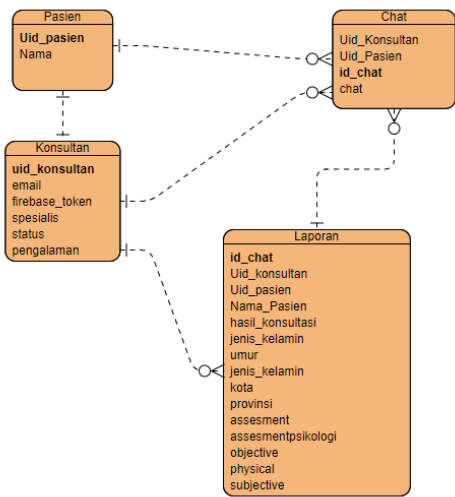 Pasien
Uid_pasien
Nama
Chat
Uid_Konsultan
Uid_Pasien
id_chat
chat
Konsultan
uid_konsultan
email
firebase_token
spesialis
status
pengalaman
Laporan
id_chat
Uid_konsultan
Uid_pasien
Nama_Pasien
hasil_konsultasi
jenis_kelamin
umur
jenis_kelamin
kota
provinsi
assesment
assesmentpsikologi
objective
physical
subjective